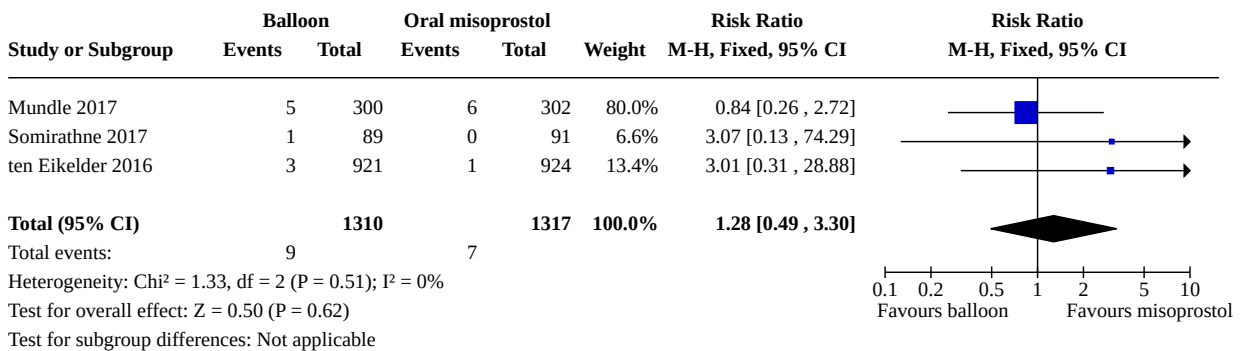 Balloon Oral misoprostol Risk Ratio Risk Ratio
Study or Subgroup Events Total Events Total Weight M-H, Fixed, 95% CI M-H, Fixed, 95% CI
Mundle 2017 5 300 6 302 80.0% 0.84 [0.26 , 2.72]
Somirathne 2017 1 89 0 91 6.6% 3.07 [0.13 , 74.29]
ten Eikelder 2016 3 921 1 924 13.4% 3.01 [0.31 , 28.88]
Total (95% CI) 1310 1317 100.0% 1.28 [0.49 , 3.30]
Total events: 9 7
Heterogeneity: Chi² = 1.33, df = 2 (P = 0.51); I² = 0%
0.1 0.2 0.5 1 2 5 10
Test for overall effect: Z = 0.50 (P = 0.62)
Favours balloon Favours misoprostol
Test for subgroup differences: Not applicable